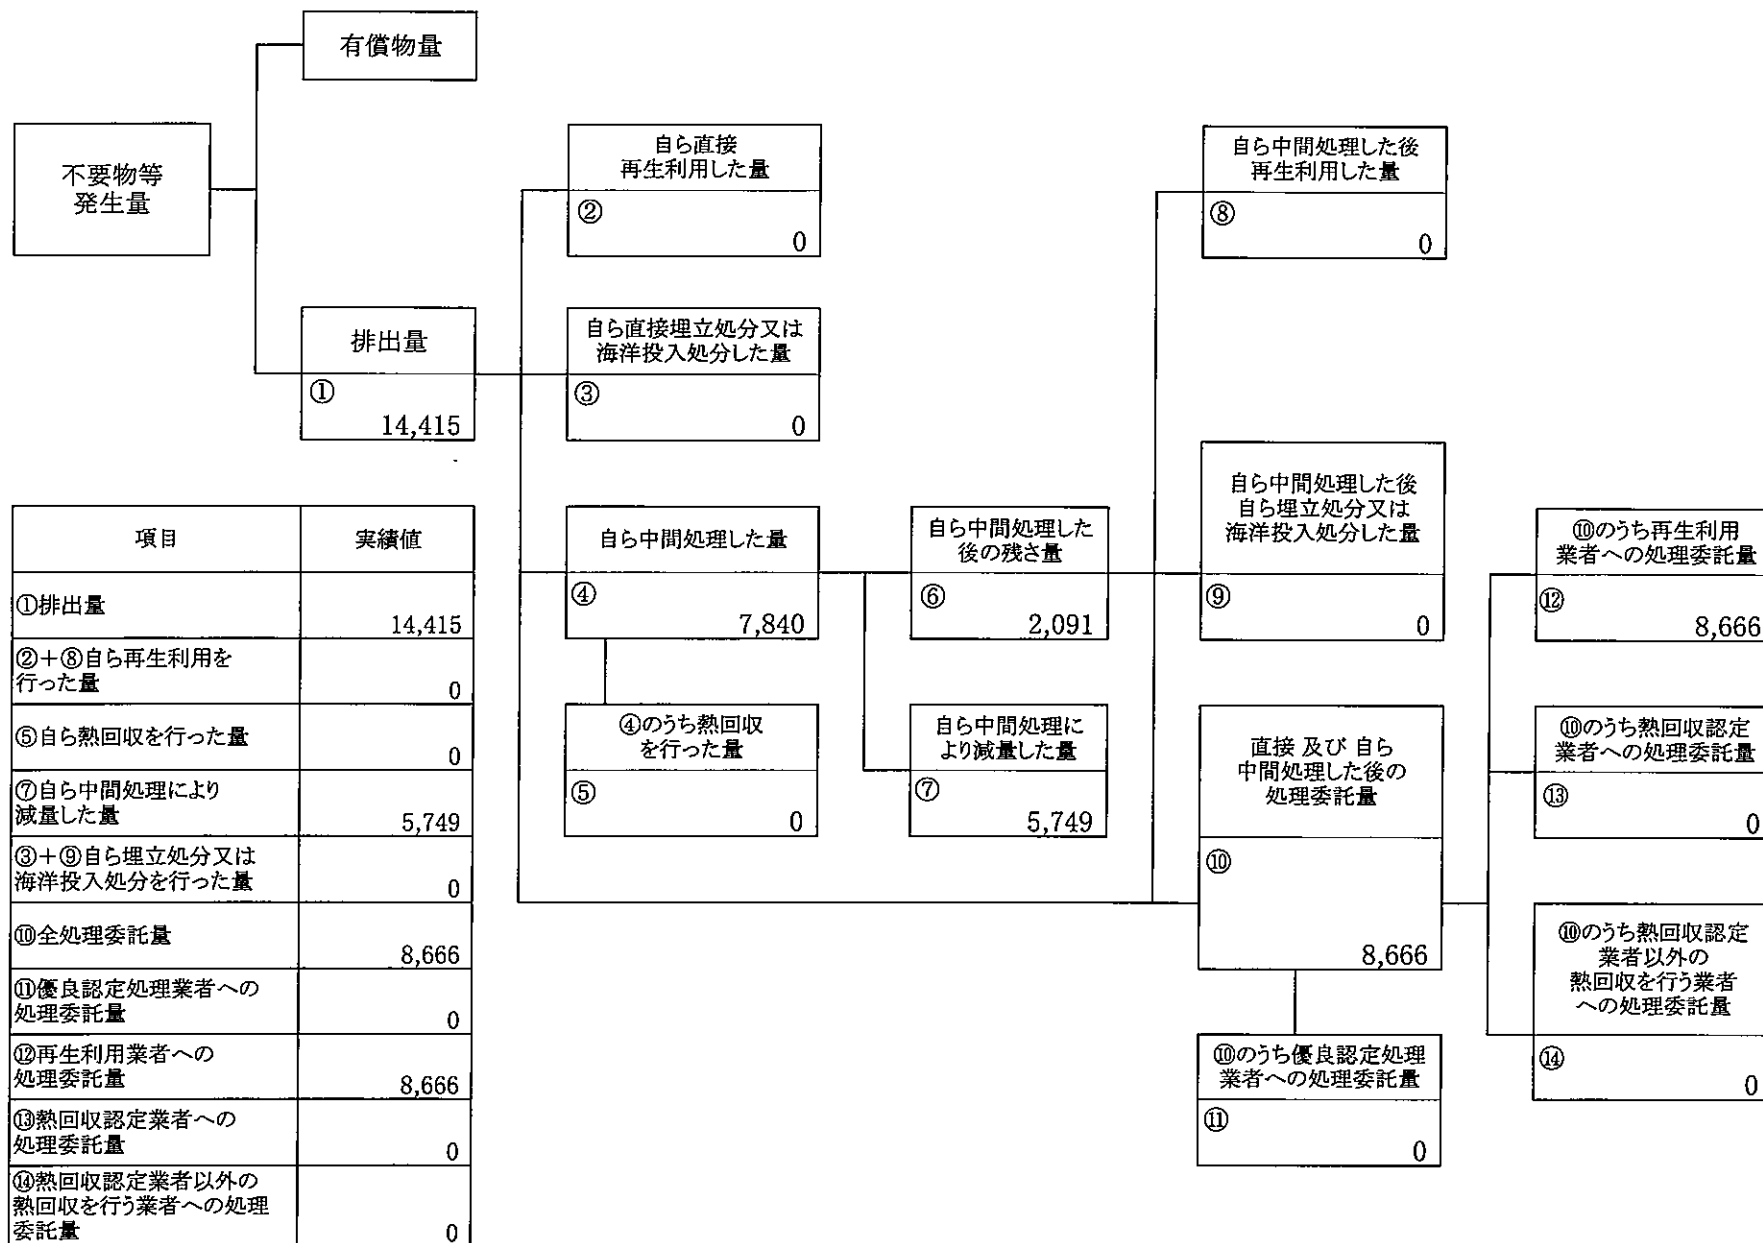 有償物量
不要物等
発生量
自ら直接
再生利用した量
②
0
自ら中間処理した後
再生利用した量
⑧
0
排出量
①
14,415
自ら直接埋立処分又は
海洋投入処分した量
③
0
項目
実績値
①排出量
14,415
②+⑧自ら再生利用を
行った量
0
⑤自ら熱回収を行った量
0
⑦自ら中間処理により
減量した量
5,749
③+⑨自ら埋立処分又は
海洋投入処分を行った量
0
⑩全処理委託量
8,666
⑪優良認定処理業者への
処理委託量
0
⑫再生利用業者への
処理委託量
8,666
⑬熱回収認定業者への
処理委託量
0
⑭熱回収認定業者以外の
熱回収を行う業者への処理
委託量
0
自ら中間処理した量
④
7,840
④のうち熱回収
を行った量
⑤
0
自ら中間処理した
後の残さ量
⑥
2,091
自ら中間処理に
より減量した量
⑦
5,749
自ら中間処理した後
自ら埋立処分又は
海洋投入処分した量
⑨
0
直接 及び 自ら
中間処理した後の
処理委託量
⑩
8,666
⑩のうち優良認定処理
業者への処理委託量
⑪
0
⑩のうち再生利用
業者への処理委託量
⑫
8,666
⑩のうち熱回収認定
業者への処理委託量
⑬
0
⑩のうち熱回収認定
業者以外の
熱回収を行う業者
への処理委託量
⑭
0